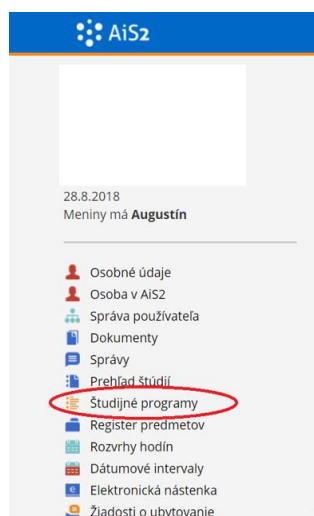 AiS2
28.8.2018
Meniny má Augustín
Osobné údaje
Osoba v AiS2
Správa používateľa
Dokumenty
Správy
Prehľad štúdií
Študijné programy
Register predmetov
Rozvrhy hodín
Dátumové intervaly
Elektronická nástenka
Žiadosti o ubytovanie